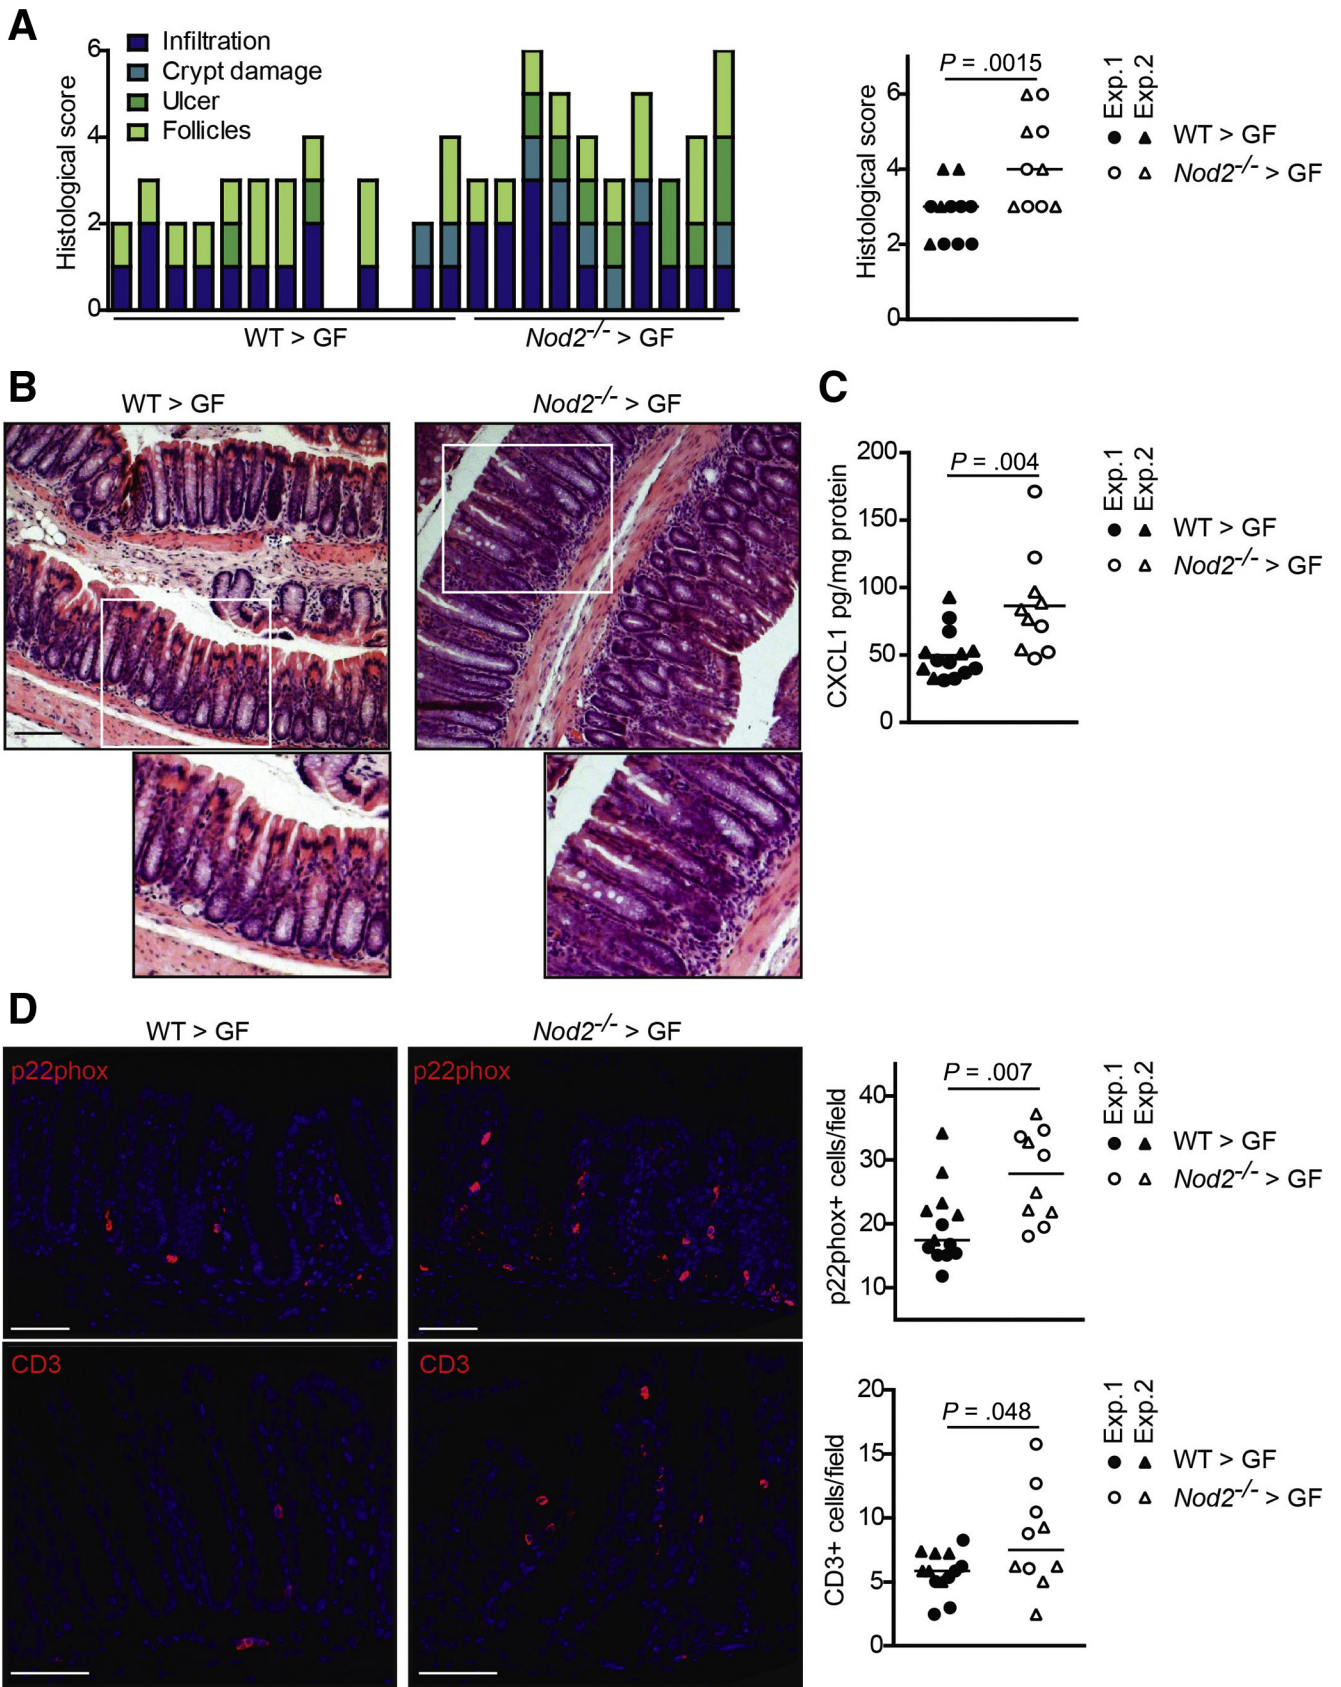 A
Infiltration
Crypt damage
Ulcer
Follicles
Histological score
6
4
2
0
WT > GF
Nod2-/- > GF
P = .0015
Histological score
6
4
2
0
Exp.1
Exp.2
WT > GF
Nod2-/- > GF
B
WT > GF
Nod2-/- > GF
C
P = .004
CXCL1 pg/mg protein
200
150
100
50
0
Exp.1
Exp.2
WT > GF
Nod2-/- > GF
D
WT > GF
Nod2-/- > GF
p22phox
p22phox
CD3
CD3
P = .007
p22phox+ cells/field
40
30
20
10
Exp.1
Exp.2
WT > GF
Nod2-/- > GF
P = .048
CD3+ cells/field
20
15
10
5
0
Exp.1
Exp.2
WT > GF
Nod2-/- > GF